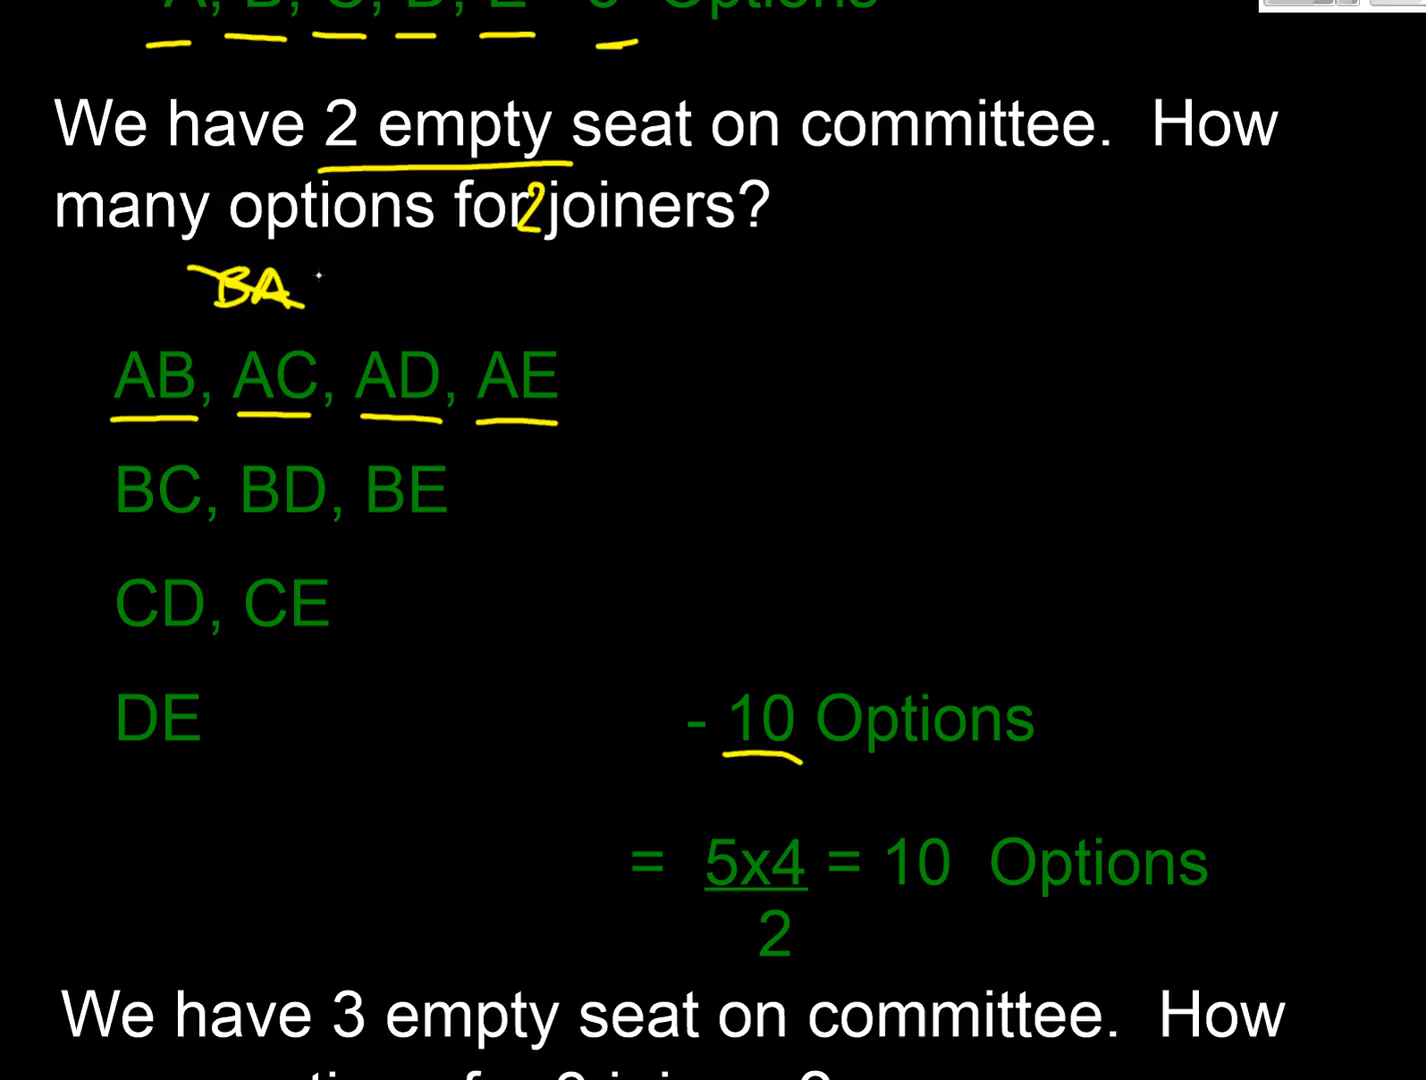 A, B, C, D, E - 5 Options
We have 2 empty seat on committee. How
many options for 2 joiners?
BA
AB, AC, AD, AE
BC, BD, BE
CD, CE
DE - 10 Options
= 5x4 = 10 Options
2
We have 3 empty seat on committee. How